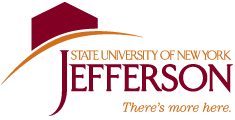 STATE UNIVERSITY OF NEW YORK
JEFFERSON
There's more here.